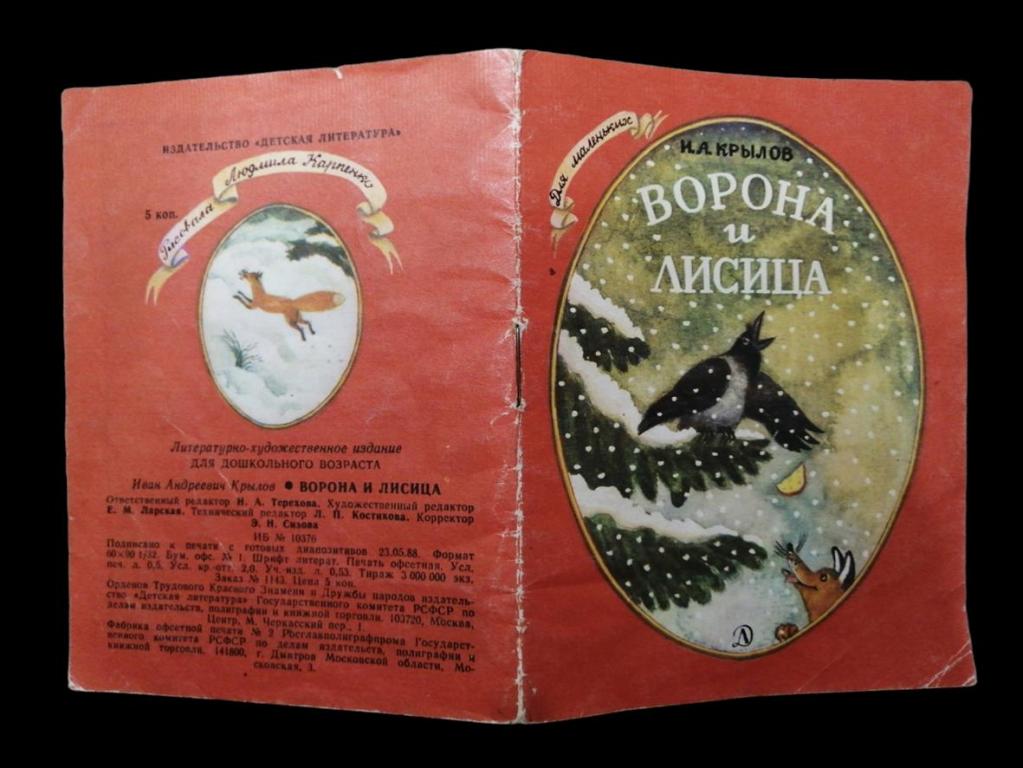 ИЗДАТЕЛЬСТВО «ДЕТСКАЯ ЛИТЕРАТУРА»
Рисовала Людмила Карпенко
5 коп.
Литературно-художественное издание
ДЛЯ ДОШКОЛЬНОГО ВОЗРАСТА
Иван Андреевич Крылов ● ВОРОНА И ЛИСИЦА
Ответственный редактор Н. А. Терехова. Художественный редактор
Е. М. Ларская. Технический редактор Л. П. Костикова. Корректор
Э. Н. Сизова
ИБ № 10376
Подписано к печати с готовых диапозитивов 23.05.88. Формат
60×90 1/32. Бум. офс. № 1. Шрифт литерат. Печать офсетная. Усл.
печ. л. 0,5. Усл. кр.-отт. 2,0. Уч.-изд. л. 0,53. Тираж 3 000 000 экз.
Заказ № 1143. Цена 5 коп.
Орденов Трудового Красного Знамени и Дружбы народов издатель-
ство «Детская литература» Государственного комитета РСФСР по
делам издательств, полиграфии и книжной торговли. 103720, Москва,
Центр, М. Черкасский пер., 1.
Фабрика офсетной печати № 2 Росглавполиграфпрома Государст-
венного комитета РСФСР по делам издательств, полиграфии и
книжной торговли. 141800, г. Дмитров Московской области, Мо-
сковская, 3.
Для маленьких
И.А.КРЫЛОВ
ВОРОНА
и
ЛИСИЦА
Д